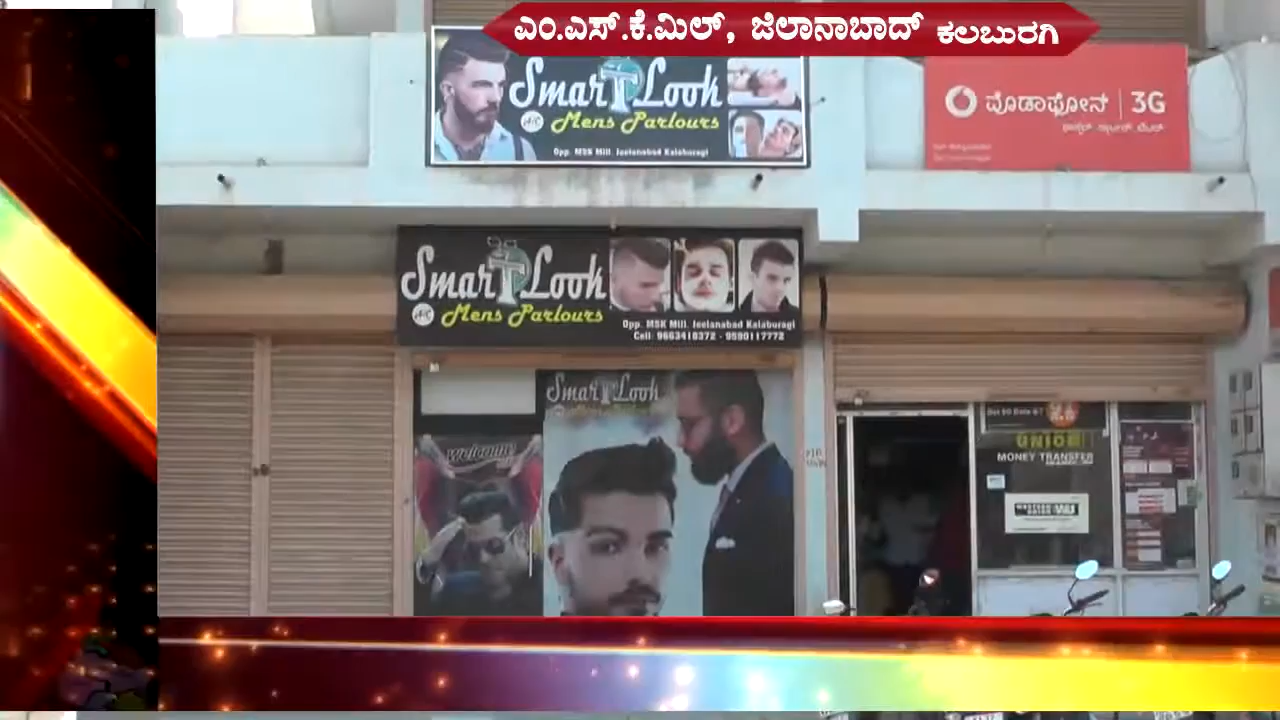 ಎಂ.ಎಸ್.ಕೆ.ಮಿಲ್, ಜಿಲಾನಾಬಾದ್ ಕಲಬುರಗಿ
Smart Look
A/C Mens Parlours
Opp. MSK Mill. Jeelanabad Kalaburagi
ವೊಡಾಫೋನ್ 3G
Smart Look
A/C Mens Parlours
Opp. MSK Mill. Jeelanabad Kalaburagi
Cell: 9663418372 - 9590117772
Smart Look
Welcome
UNION
MONEY TRANSFER